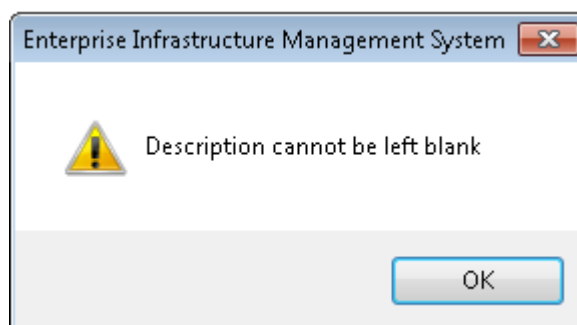 Enterprise Infrastructure Management System
Description cannot be left blank
OK